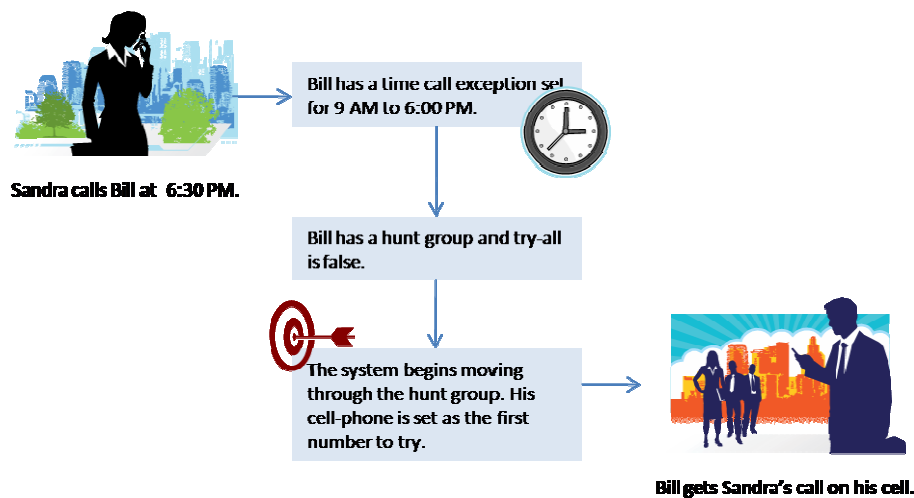 Sandra calls Bill at 6:30 PM.
Bill has a time call exception set
for 9 AM to 6:00 PM.
Bill has a hunt group and try-all
is false.
The system begins moving
through the hunt group. His
cell-phone is set as the first
number to try.
Bill gets Sandra's call on his cell.